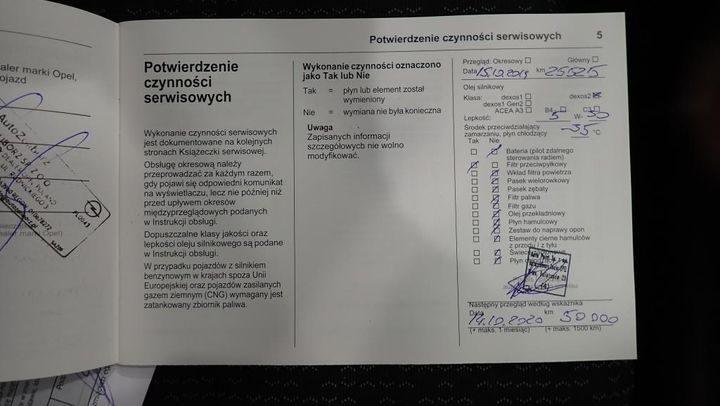 aler marki Opel,
ojazd
Potwierdzenie czynności serwisowych 5
Potwierdzenie
czynności
serwisowych
Wykonanie czynności serwisowych
jest dokumentowane na kolejnych
stronach Książeczki serwisowej.
Obsługę okresową należy
przeprowadzać za każdym razem,
gdy pojawi się odpowiedni komunikat
na wyświetlaczu, lecz nie później niż
przed upływem okresów
międzyprzeglądowych podanych
w Instrukcji obsługi.
Dopuszczalne klasy jakości oraz
lepkości oleju silnikowego są podane
w Instrukcji obsługi.
W przypadku pojazdów z silnikiem
benzynowym w krajach spoza Unii
Europejskiej oraz pojazdów zasilanych
gazem ziemnym (CNG) wymagany jest
zatankowany zbiornik paliwa.
Wykonanie czynności oznaczono
jako Tak lub Nie
Tak = płyn lub element został
wymieniony
Nie = wymiana nie była konieczna
Uwaga
Zapisanych informacji
szczegółowych nie wolno
modyfikować.
Przegląd: Okresowy Główny
Data 15.10.2019 km 25525
Olej silnikowy
Klasa: dexos1 dexos2
dexos1 Gen2
ACEA A3 B4 C3
Lepkość: 5 W- 30
Środek przeciwdziałający
zamarzaniu, płyn chłodzący -35 °C
Tak Nie
Bateria (pilot zdalnego
sterowania radiem)
Filtr przeciwpyłkowy
Wkład filtra powietrza
Pasek wielorowkowy
Pasek zębaty
Filtr paliwa
Filtr gazu
Olej przekładniowy
Płyn hamulcowy
Zestaw do naprawy opon
Elementy cierne hamulców
z przodu / z tyłu
Następny przegląd według wskaźnika
Data km
14.10.2020 50 000
(+ maks. 1 miesiąc) (+ maks. 1500 km)